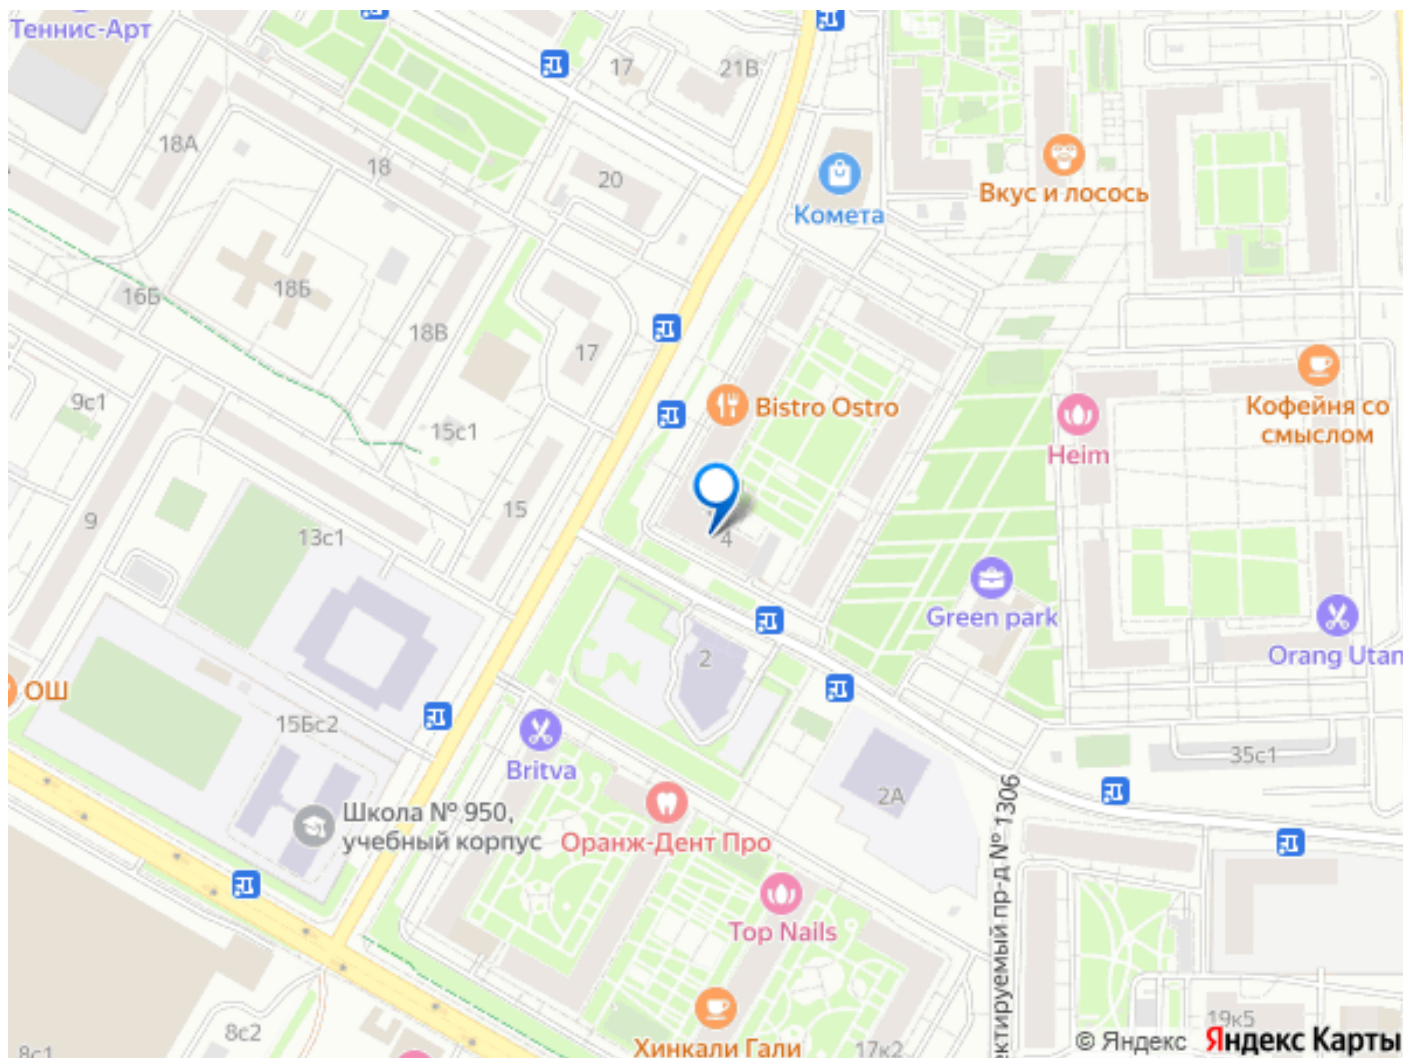 Теннис-Арт
17
21В
18А
18
20
Вкус и лосось
Комета
16Б
18Б
18В
17
9с1
15с1
Bistro Ostro
Кофейня со
смыслом
Heim
15
9
13с1
4
Green park
2
Orang Utan
ОШ
15Бс2
Britva
35с1
2А
Школа № 950,
учебный корпус
Оранж-Дент Про
ектируемый пр-д № 1306
Top Nails
8с2
8с1
Хинкали Гали
17к2
19к5
© Яндекс Яндекс Карты